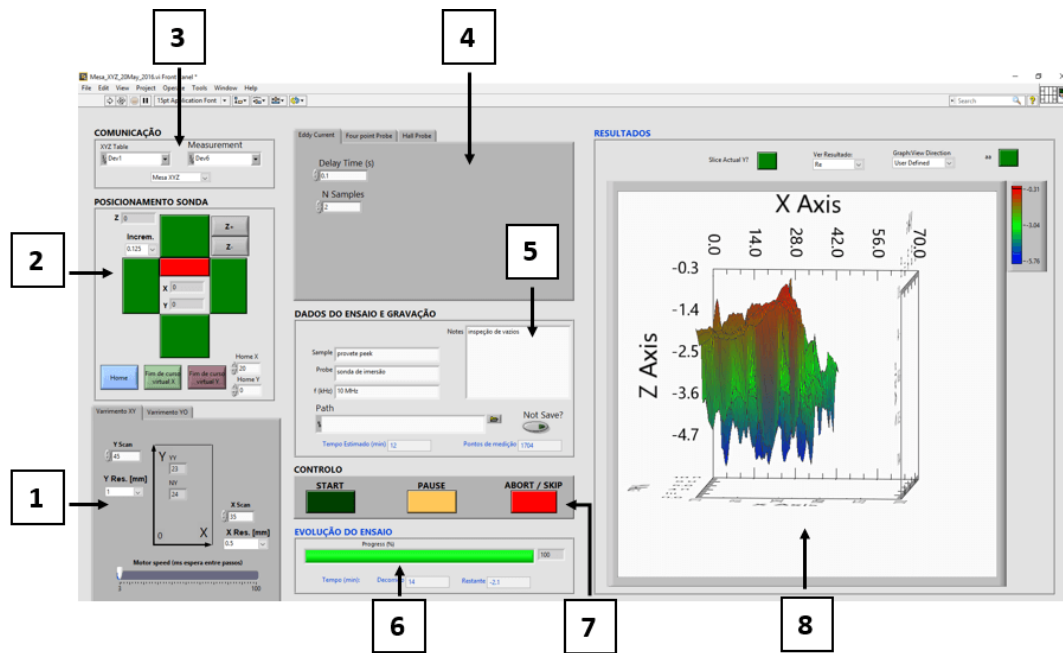 3
4
Mesa_XYZ_20May_2018.vi Front Panel *
File Edit View Project Operate Tools Window Help
15pt Application Font
Search
COMUNICAÇÃO
XYZ Table
Measurement
Dev1
Dev6
Mesa XYZ
POSICIONAMENTO SONDA
Z 0
Increm.
0.125
Z+
Z-
X 0
Y 0
2
Home
Fim de curso virtual X
Fim de curso virtual Y
Home X
20
Home Y
0
Varrimento XY
Varrimento YO
Y Scan
45
Y Res. [mm]
1
Y
YV
23
NY
24
0
X
X Scan
35
X Res. [mm]
0.5
1
Motor speed (ms espera entre passos)
0
100
Eddy Current
Four point Probe
Hall Probe
Delay Time (s)
0.1
N Samples
2
5
DADOS DO ENSAIO E GRAVAÇÃO
Notes
inspeção de vazios
Sample
provete peek
Probe
sonda de imersão
f (kHz)
10 MHz
Path
Not Save?
Tempo Estimado (min) 12
Pontos de medição 1704
CONTROLO
START
PAUSE
ABORT / SKIP
EVOLUÇÃO DO ENSAIO
Progress (%)
100
Tempo (min):
Decorrido 14
Restante -2.1
6
7
RESULTADOS
Slice Actual Y?
Ver Resultado:
Re
Graph:View Direction
User Defined
-0.31
-3.04
-5.76
X Axis
0.0
14.0
28.0
42.0
56.0
70.0
Z Axis
-0.3
-1.4
-2.5
-3.6
-4.7
X Axis
8